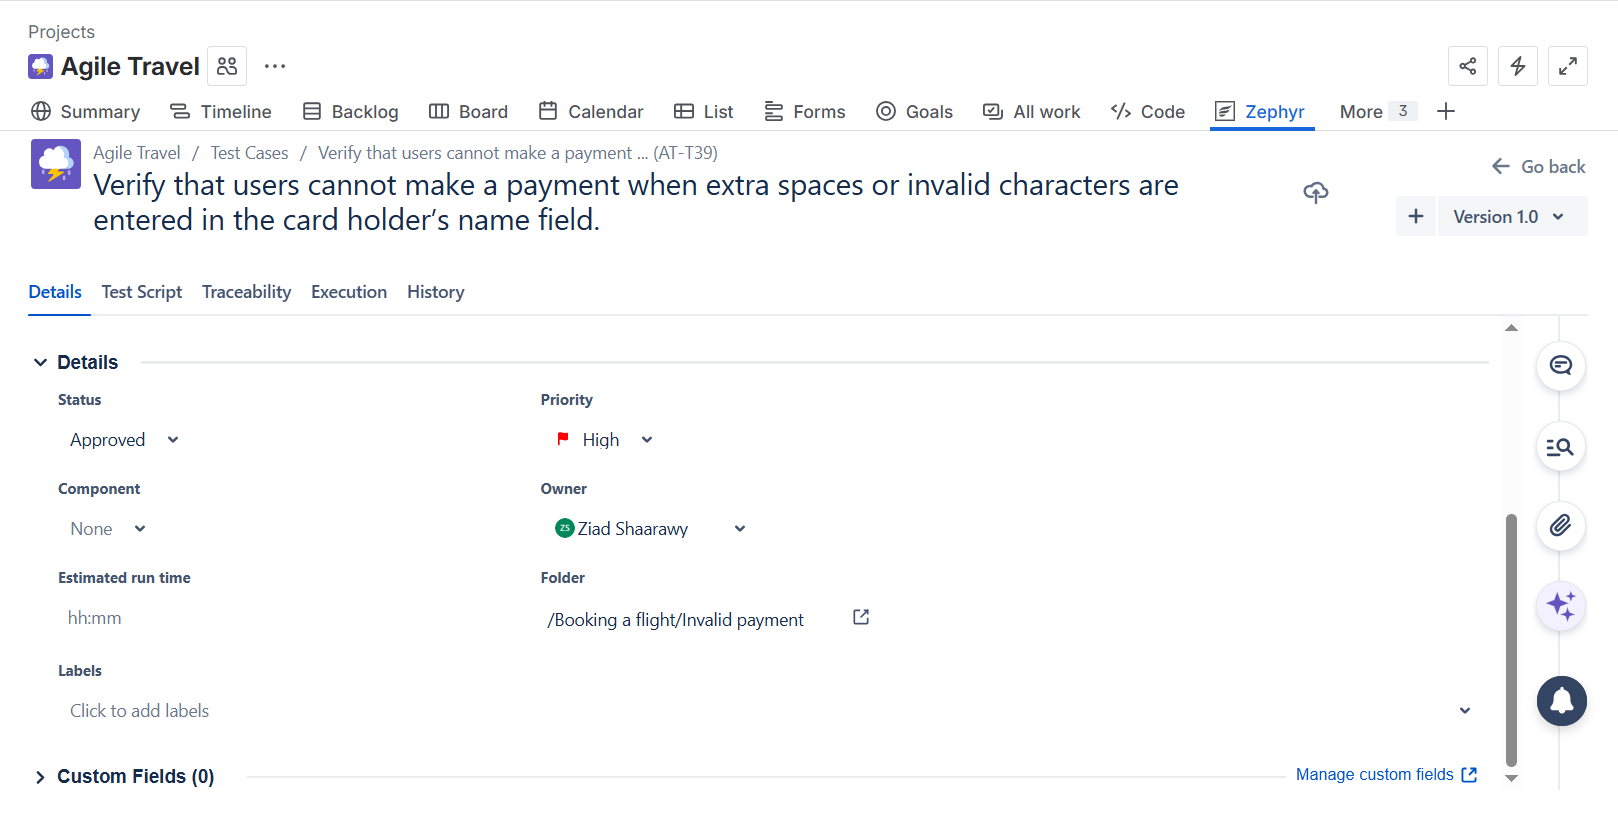 Projects
Agile Travel
Summary Timeline Backlog Board Calendar List Forms Goals All work Code Zephyr More 3
Agile Travel / Test Cases / Verify that users cannot make a payment ... (AT-T39)
Go back
Verify that users cannot make a payment when extra spaces or invalid characters are
entered in the card holder’s name field.
Version 1.0
Details Test Script Traceability Execution History
Details
Status Priority
Approved High
Component Owner
None ZS Ziad Shaarawy
Estimated run time Folder
hh:mm /Booking a flight/Invalid payment
Labels
Click to add labels
Custom Fields (0) Manage custom fields